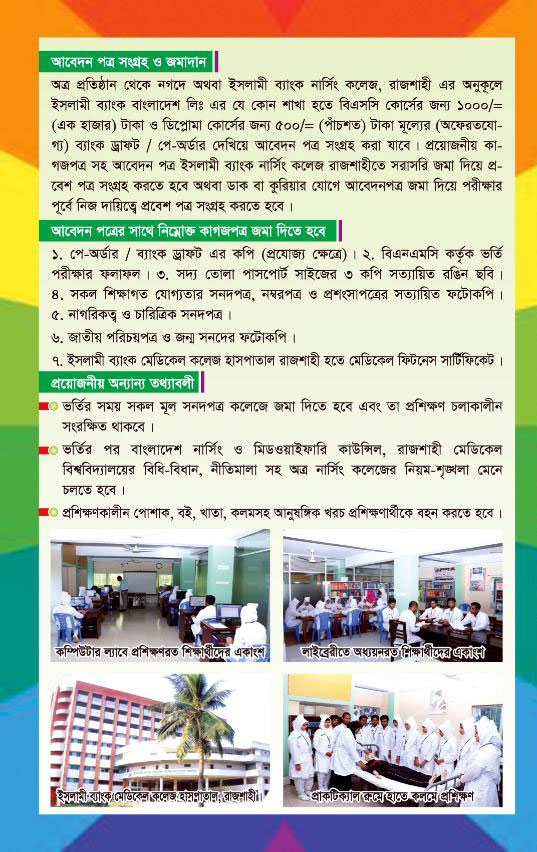 আবেদন পত্র সংগ্রহ ও জমাদান
অত্র প্রতিষ্ঠান থেকে নগদে অথবা ইসলামী ব্যাংক নার্সিং কলেজ, রাজশাহী এর অনুকূলে
ইসলামী ব্যাংক বাংলাদেশ লিঃ এর যে কোন শাখা হতে বিএসসি কোর্সের জন্য ১০০০/=
(এক হাজার) টাকা ও ডিপ্লোমা কোর্সের জন্য ৫০০/= (পাঁচশত) টাকা মূল্যের (অফেরতযো-
গ্য) ব্যাংক ড্রাফট / পে-অর্ডার দেখিয়ে আবেদন পত্র সংগ্রহ করা যাবে। প্রয়োজনীয় কা-
গজপত্র সহ আবেদন পত্র ইসলামী ব্যাংক নার্সিং কলেজ রাজশাহীতে সরাসরি জমা দিয়ে প্র-
বেশ পত্র সংগ্রহ করতে হবে অথবা ডাক বা কুরিয়ার যোগে আবেদনপত্র জমা দিয়ে পরীক্ষার
পূর্বে নিজ দায়িত্বে প্রবেশ পত্র সংগ্রহ করতে হবে।
আবেদন পত্রের সাথে নিম্নোক্ত কাগজপত্র জমা দিতে হবে
১. পে-অর্ডার / ব্যাংক ড্রাফট এর কপি (প্রযোজ্য ক্ষেত্রে)। ২. বিএনএমসি কর্তৃক ভর্তি
পরীক্ষার ফলাফল। ৩. সদ্য তোলা পাসপোর্ট সাইজের ৩ কপি সত্যায়িত রঙিন ছবি।
৪. সকল শিক্ষাগত যোগ্যতার সনদপত্র, নম্বরপত্র ও প্রশংসাপত্রের সত্যায়িত ফটোকপি।
৫. নাগরিকত্ব ও চারিত্রিক সনদপত্র।
৬. জাতীয় পরিচয়পত্র ও জন্ম সনদের ফটোকপি।
৭. ইসলামী ব্যাংক মেডিকেল কলেজ হাসপাতাল রাজশাহী হতে মেডিকেল ফিটনেস সার্টিফিকেট।
প্রয়োজনীয় অন্যান্য তথ্যাবলী
ভর্তির সময় সকল মূল সনদপত্র কলেজে জমা দিতে হবে এবং তা প্রশিক্ষণ চলাকালীন
সংরক্ষিত থাকবে।
ভর্তির পর বাংলাদেশ নার্সিং ও মিডওয়াইফারি কাউন্সিল, রাজশাহী মেডিকেল
বিশ্ববিদ্যালয়ের বিধি-বিধান, নীতিমালা সহ অত্র নার্সিং কলেজের নিয়ম-শৃঙ্খলা মেনে
চলতে হবে।
প্রশিক্ষণকালীন পোশাক, বই, খাতা, কলমসহ আনুষঙ্গিক খরচ প্রশিক্ষণার্থীকে বহন করতে হবে।
কম্পিউটার ল্যাবে প্রশিক্ষণরত শিক্ষার্থীদের একাংশ
লাইব্রেরীতে অধ্যয়নরত শিক্ষার্থীদের একাংশ
ইসলামী ব্যাংক মেডিকেল কলেজ হাসপাতাল, রাজশাহী।
প্রাকটিক্যাল রুমে হাতে কলমে প্রশিক্ষণ